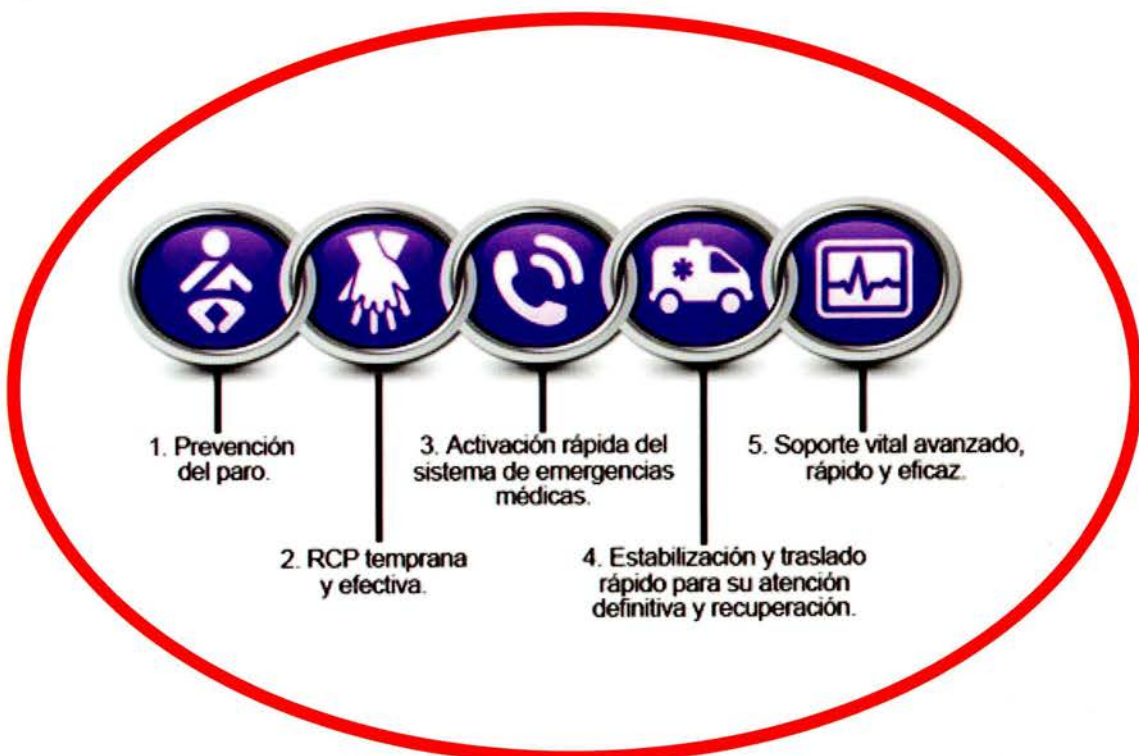 1. Prevención
del paro.
2. RCP temprana
y efectiva.
3. Activación rápida del
sistema de emergencias
médicas.
4. Estabilización y traslado
rápido para su atención
definitiva y recuperación.
5. Soporte vital avanzado,
rápido y eficaz.